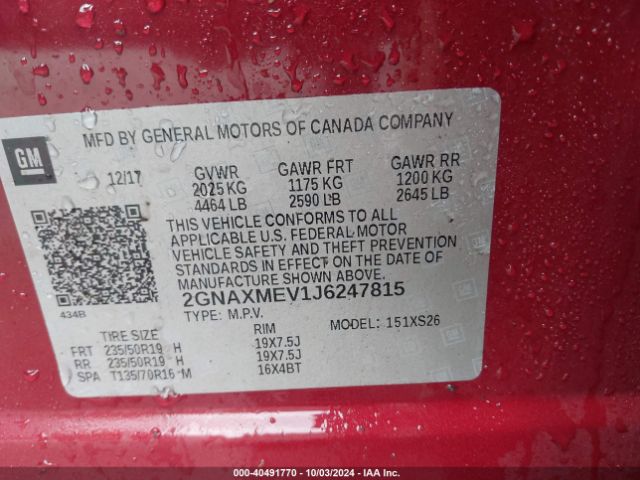 GM
MFD BY GENERAL MOTORS OF CANADA COMPANY
12/17 GVWR GAWR FRT GAWR RR
2025 KG 1175 KG 1200 KG
4464 LB 2590 LB 2645 LB
THIS VEHICLE CONFORMS TO ALL
APPLICABLE U.S. FEDERAL MOTOR
VEHICLE SAFETY AND THEFT PREVENTION
STANDARDS IN EFFECT ON THE DATE OF
MANUFACTURE SHOWN ABOVE.
2GNAXMEV1J6247815
434B
TYPE: M.P.V. MODEL: 151XS26
TIRE SIZE RIM
FRT 235/50R19 H 19X7.5J
RR 235/50R19 H 19X7.5J
SPA T135/70R16 M 16X4BT
000-40491770 - 10/03/2024 - IAA Inc.